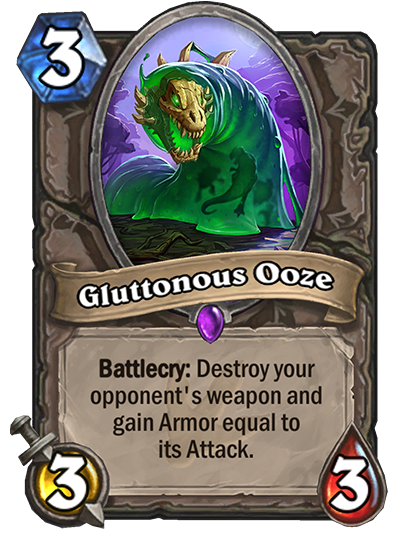 3
Gluttonous Ooze
Battlecry: Destroy your
opponent's weapon and
gain Armor equal to
its Attack.
3
3